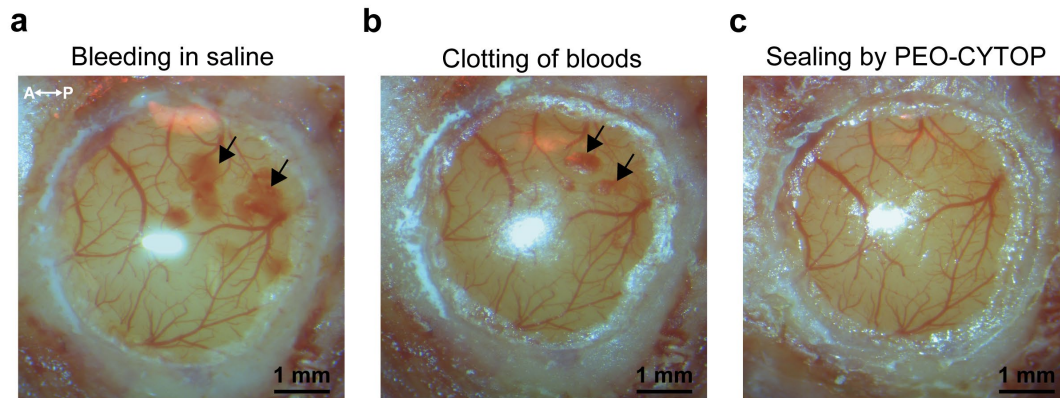 a
Bleeding in saline
A↔P
1 mm
b
Clotting of bloods
1 mm
c
Sealing by PEO-CYTOP
1 mm